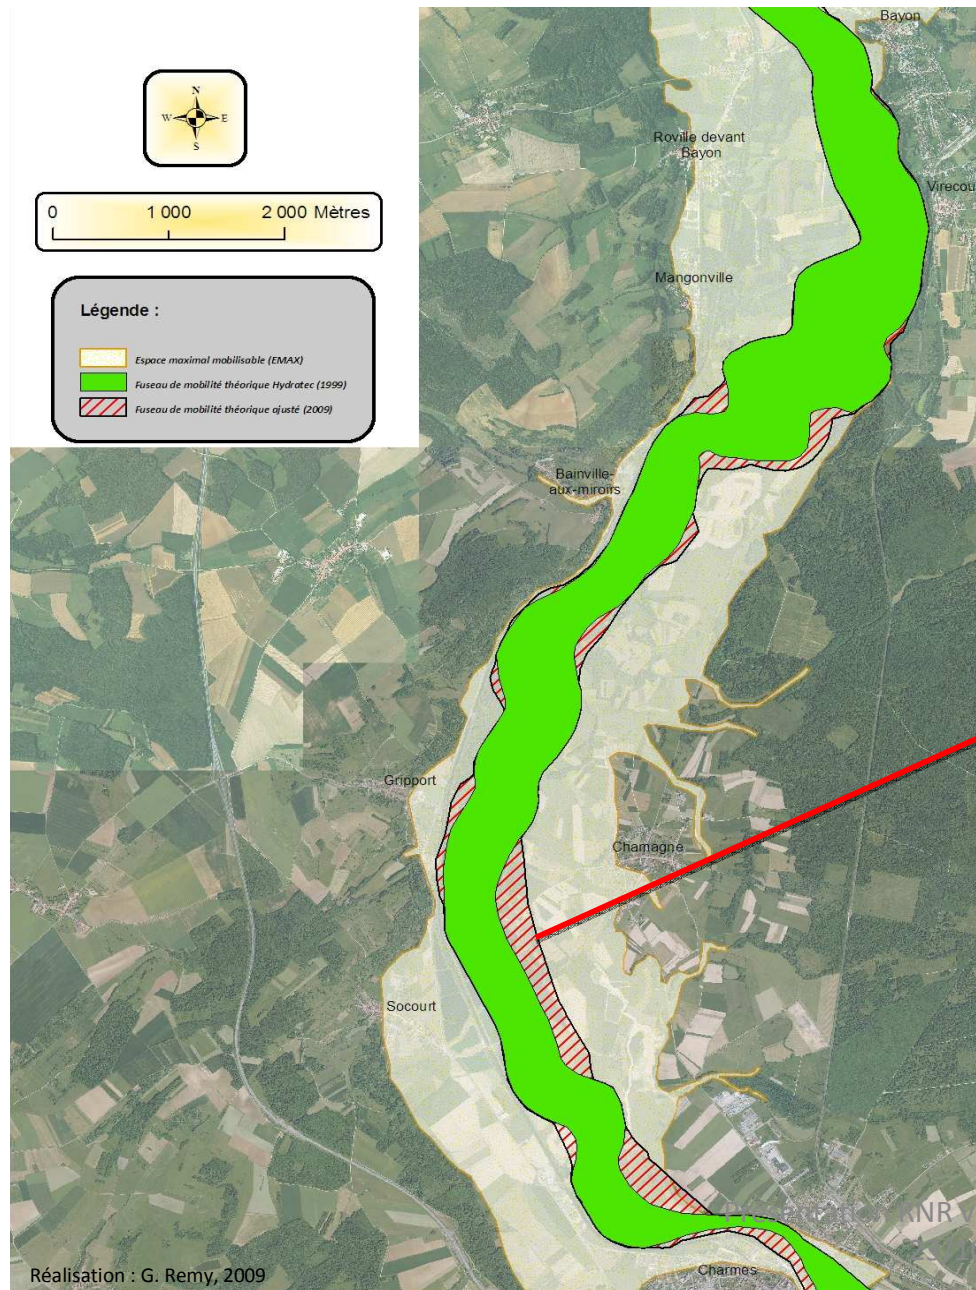 Bayon
Roville devant
Bayon
Virecou
Mangonville
N
W E
S
0 1 000 2 000 Mètres
Légende :
Espace maximal mobilisable (EMAX)
Fuseau de mobilité théorique Hydratec (1999)
Fuseau de mobilité théorique ajusté (2009)
Bainville-
aux-miroirs
Gripport
Chamagne
Socourt
RNR
Charmes
Réalisation : G. Remy, 2009